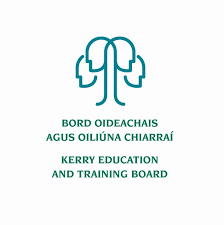 BORD OIDEACHAIS
AGUS OILIÚNA CHIARRAÍ
KERRY EDUCATION
AND TRAINING BOARD